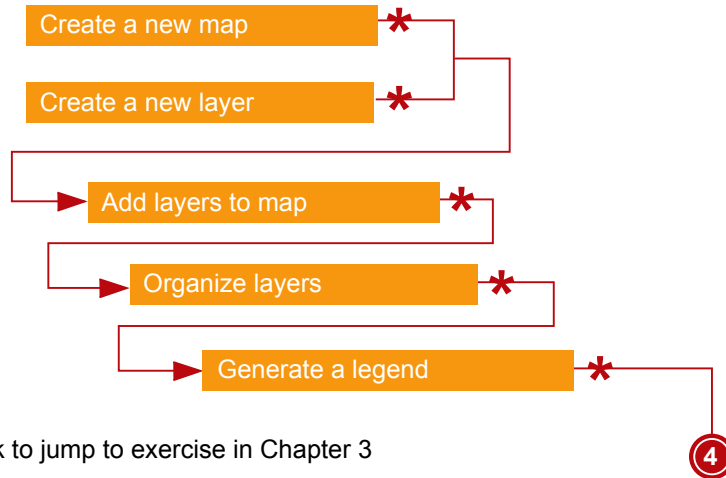 Create a new map *
Create a new layer *
Add layers to map *
Organize layers *
Generate a legend *
to jump to exercise in Chapter 3
4